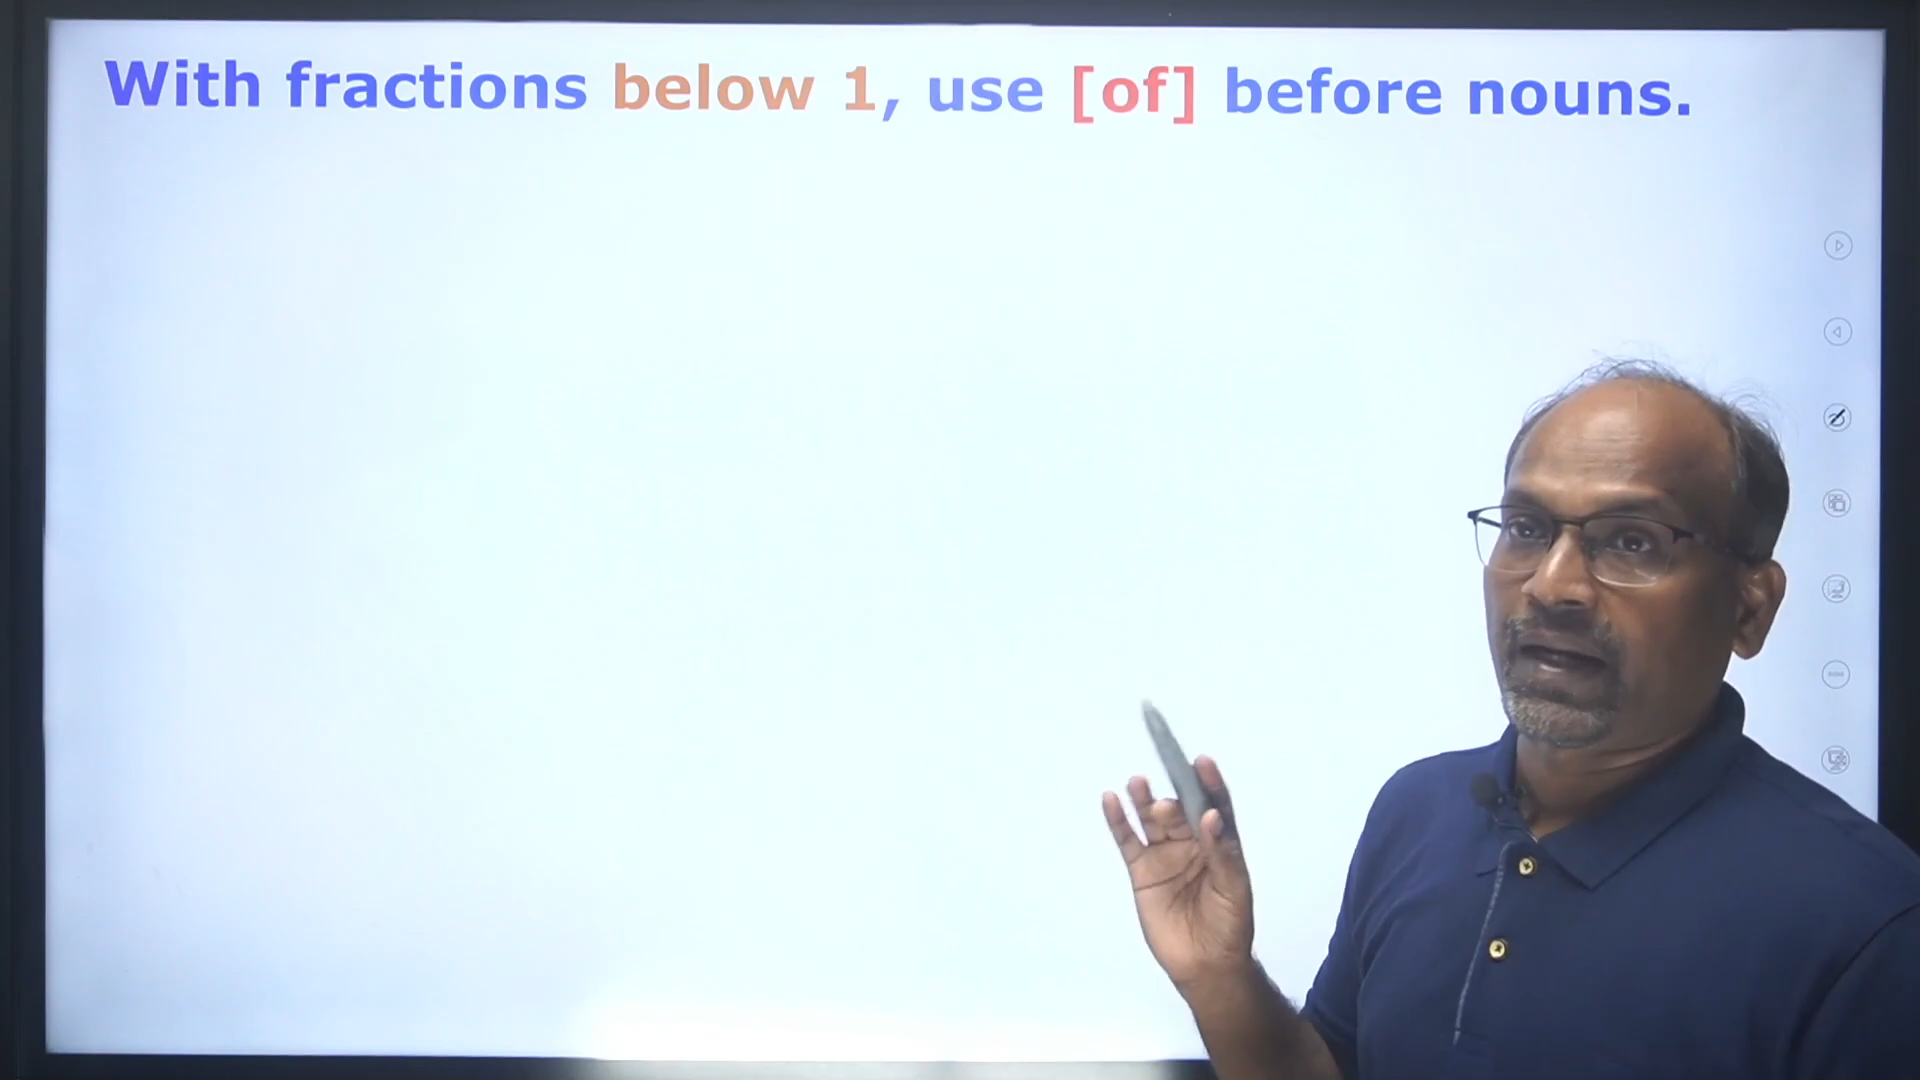 With fractions below 1, use [of] before nouns.